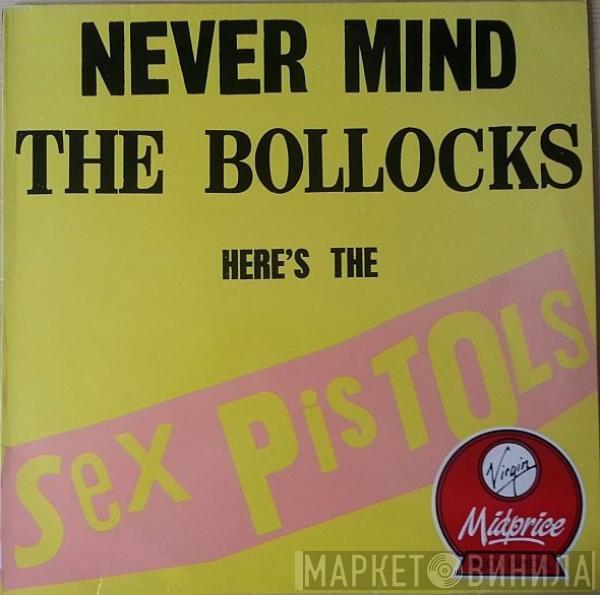 NEVER MIND
THE BOLLOCKS
HERE'S THE
Sex PisTOLs
Virgin
Midprice
МАРКЕТ ВИНИЛА